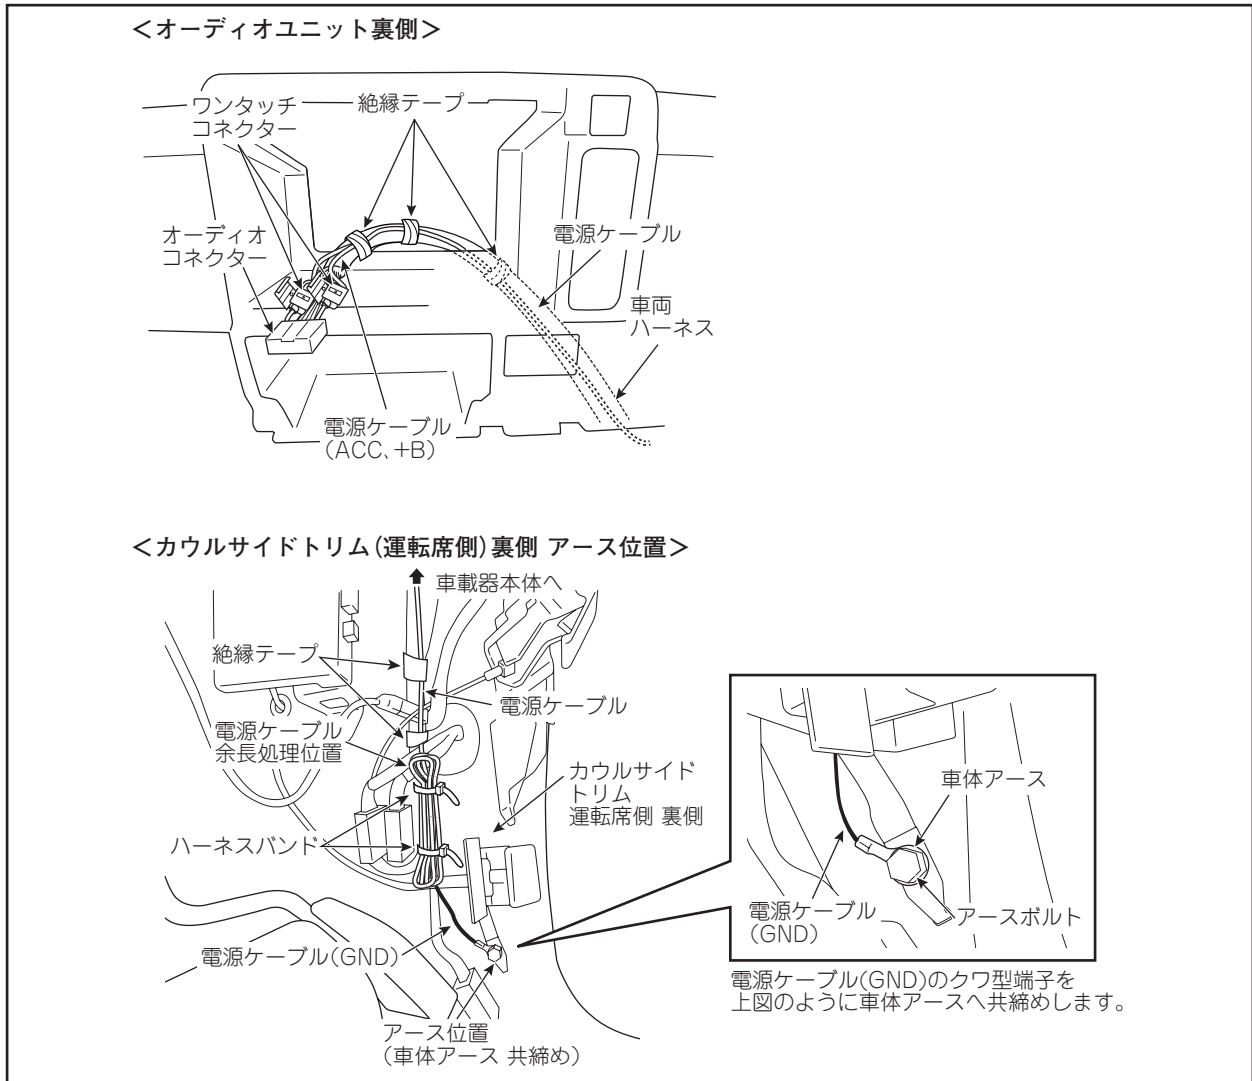 ＜オーディオユニット裏側＞
ワンタッチ
コネクター
絶縁テープ
オーディオ
コネクター
電源ケーブル
車両
ハーネス
電源ケーブル
（ACC、＋B）
＜カウルサイドトリム（運転席側）裏側 アース位置＞
車載器本体へ
絶縁テープ
電源ケーブル
電源ケーブル
余長処理位置
カウルサイド
トリム
運転席側 裏側
ハーネスバンド
電源ケーブル（GND）
アース位置
（車体アース 共締め）
車体アース
電源ケーブル
（GND）
アースボルト
電源ケーブル(GND)のクワ型端子を
上図のように車体アースへ共締めします。